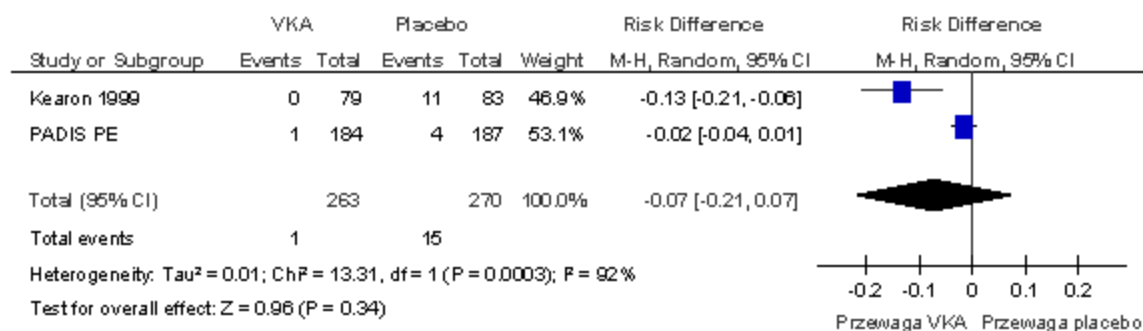 VKA Placebo Risk Difference Risk Difference
Study or Subgroup Events Total Events Total Weight M-H, Random, 95% CI M-H, Random, 95% CI
Kearon 1999 0 79 11 83 46.9% -0.13 [-0.21, -0.06]
PADIS PE 1 184 4 187 53.1% -0.02 [-0.04, 0.01]
Total (95% CI) 263 270 100.0% -0.07 [-0.21, 0.07]
Total events 1 15
Heterogeneity: Tau² = 0.01; Chi² = 13.31, df = 1 (P = 0.0003); I² = 92%
Test for overall effect: Z = 0.96 (P = 0.34)
-0.2 -0.1 0 0.1 0.2
Przewaga VKA Przewaga placebo